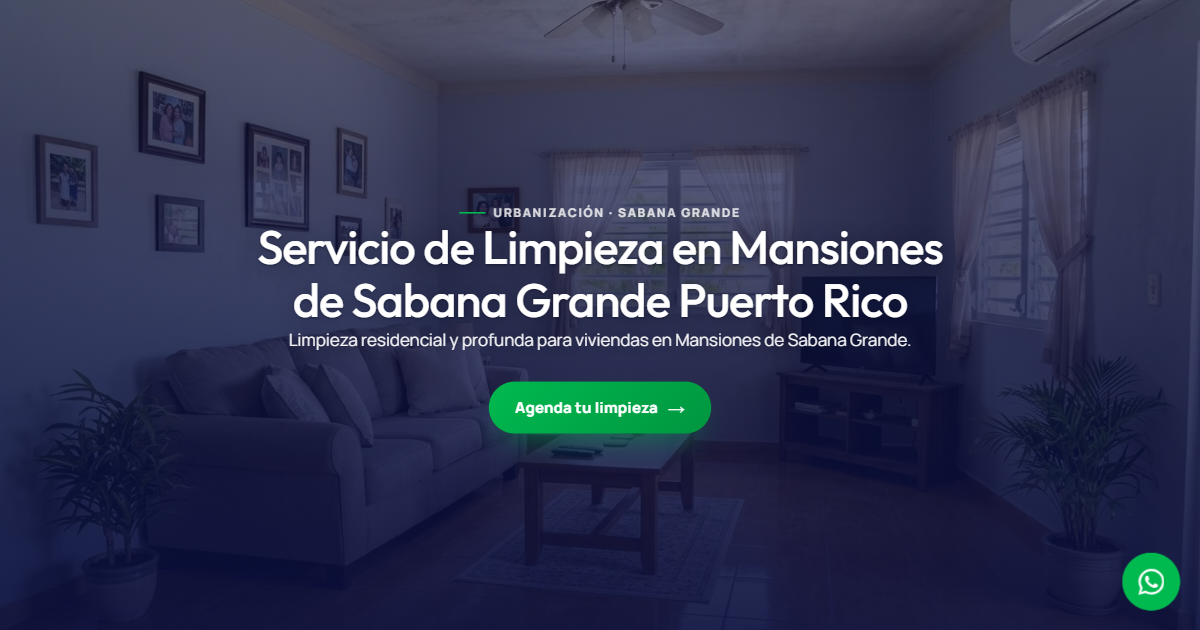 URBANIZACIÓN · SABANA GRANDE
Servicio de Limpieza en Mansiones
de Sabana Grande Puerto Rico
Limpieza residencial y profunda para viviendas en Mansiones de Sabana Grande.
Agenda tu limpieza →